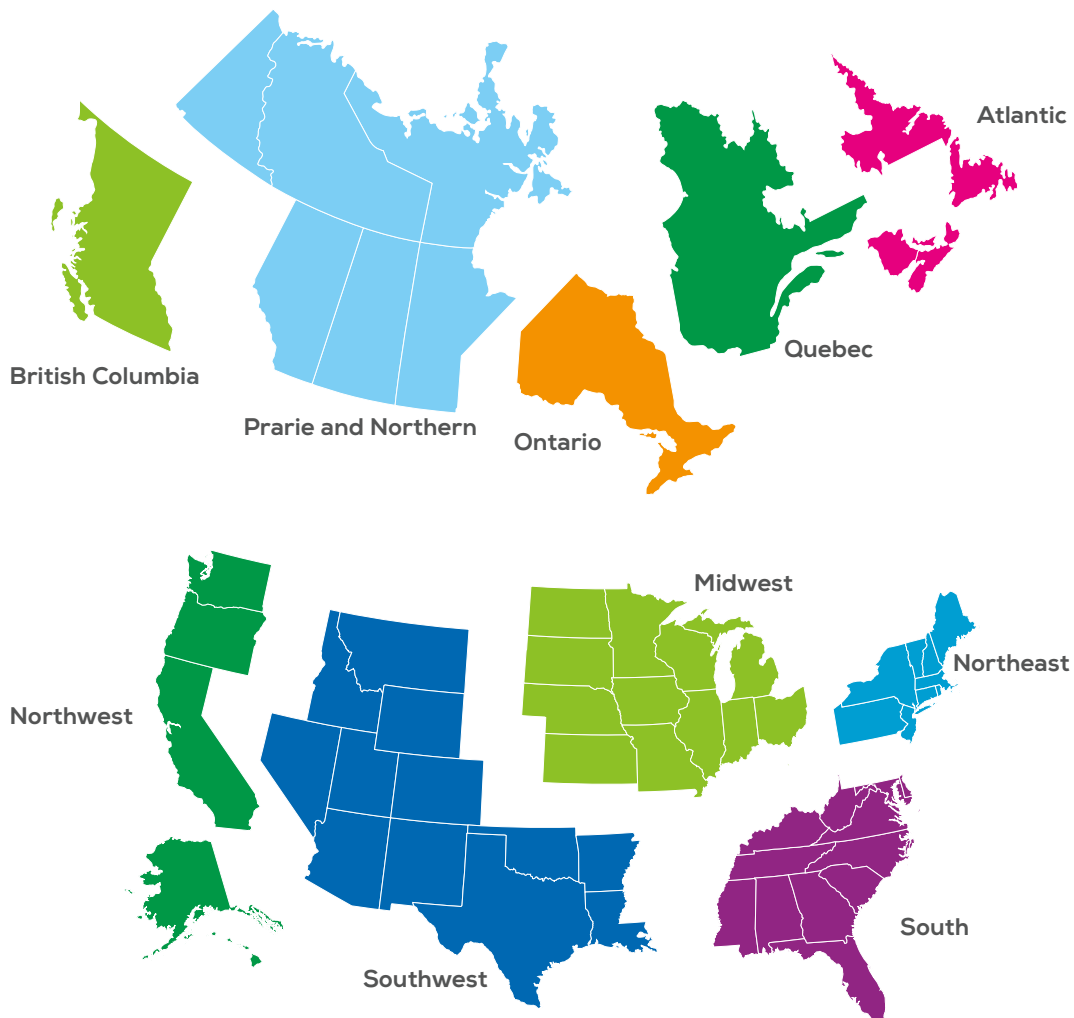 Atlantic
Quebec
British Columbia
Prarie and Northern
Ontario
Midwest
Northeast
Northwest
South
Southwest